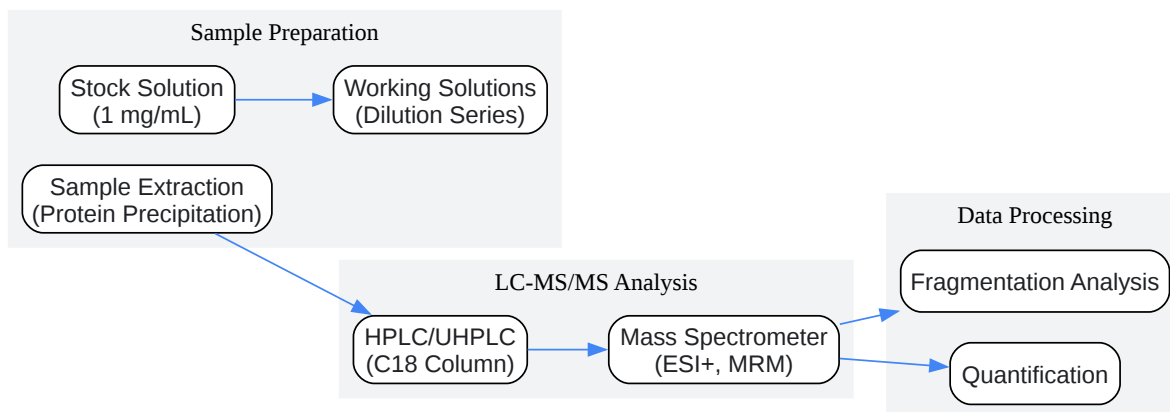 Sample Preparation
Stock Solution
(1 mg/mL)
Working Solutions
(Dilution Series)
Sample Extraction
(Protein Precipitation)
LC-MS/MS Analysis
HPLC/UHPLC
(C18 Column)
Mass Spectrometer
(ESI+, MRM)
Data Processing
Fragmentation Analysis
Quantification